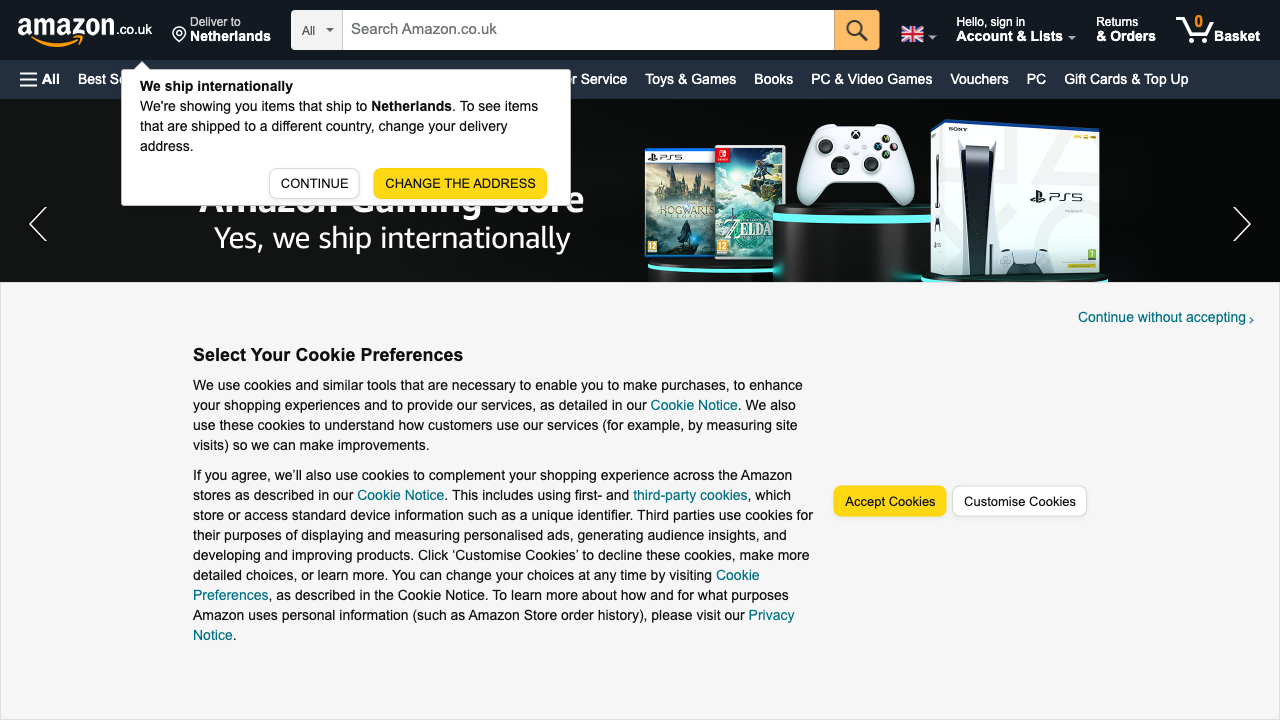 amazon.co.uk
Deliver to
Netherlands
All
Search Amazon.co.uk
Hello, sign in
Account & Lists
Returns
& Orders
0
Basket
All
Best S
r Service
Toys & Games
Books
PC & Video Games
Vouchers
PC
Gift Cards & Top Up
We ship internationally
We're showing you items that ship to Netherlands. To see items
that are shipped to a different country, change your delivery
address.
CONTINUE
CHANGE THE ADDRESS
Amazon Gaming Store
Yes, we ship internationally
PS5
HOGWARTS
LEGACY
12
ZELDA
12
SONY
PS5
Continue without accepting ›
Select Your Cookie Preferences
We use cookies and similar tools that are necessary to enable you to make purchases, to enhance
your shopping experiences and to provide our services, as detailed in our Cookie Notice. We also
use these cookies to understand how customers use our services (for example, by measuring site
visits) so we can make improvements.
If you agree, we’ll also use cookies to complement your shopping experience across the Amazon
stores as described in our Cookie Notice. This includes using first- and third-party cookies, which
store or access standard device information such as a unique identifier. Third parties use cookies for
their purposes of displaying and measuring personalised ads, generating audience insights, and
developing and improving products. Click ‘Customise Cookies’ to decline these cookies, make more
detailed choices, or learn more. You can change your choices at any time by visiting Cookie
Preferences, as described in the Cookie Notice. To learn more about how and for what purposes
Amazon uses personal information (such as Amazon Store order history), please visit our Privacy
Notice.
Accept Cookies
Customise Cookies